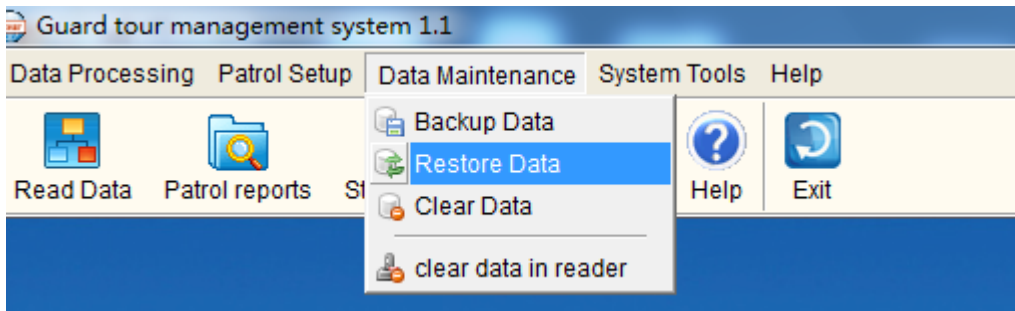 Guard tour management system 1.1
Data Processing Patrol Setup Data Maintenance System Tools Help
Backup Data
Restore Data
Clear Data
clear data in reader
Read Data Patrol reports St Help Exit